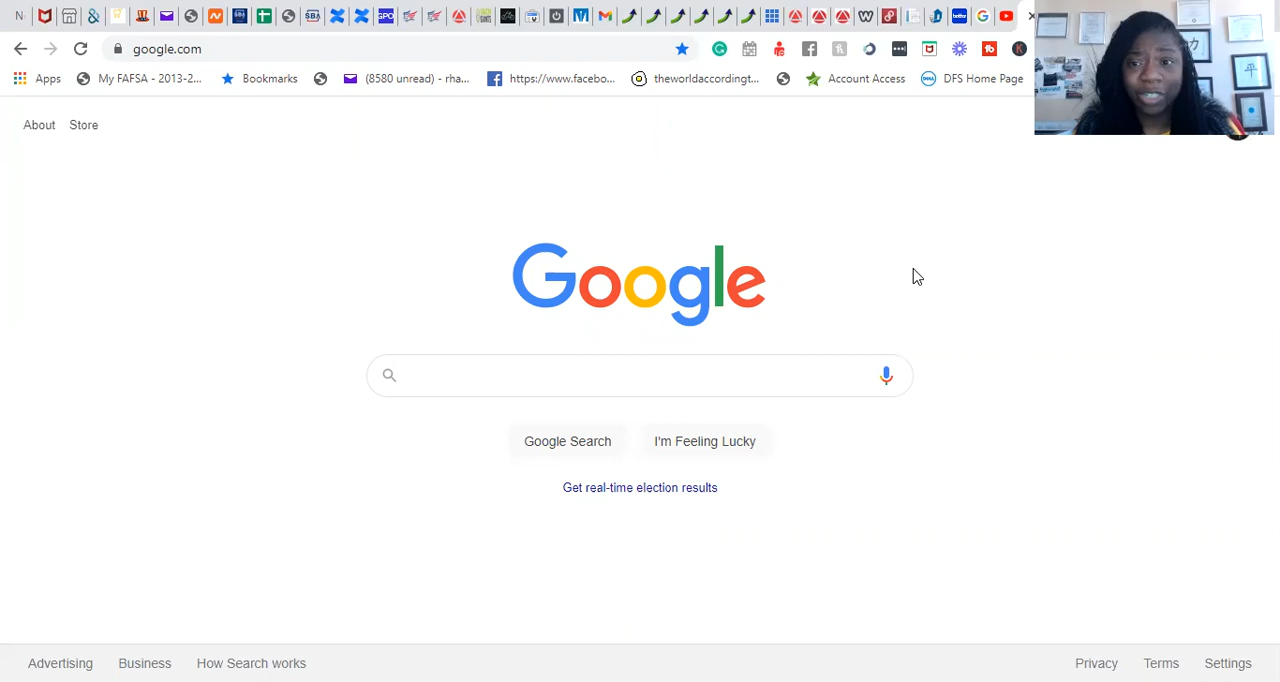 N
SBA
GPO
google.com
Apps
My FAFSA - 2013-2...
Bookmarks
(8580 unread) - rha...
https://www.facebo...
theworldaccordingt...
Account Access
DFS Home Page
About
Store
Google
Google Search
I'm Feeling Lucky
Get real-time election results
Advertising
Business
How Search works
Privacy
Terms
Settings